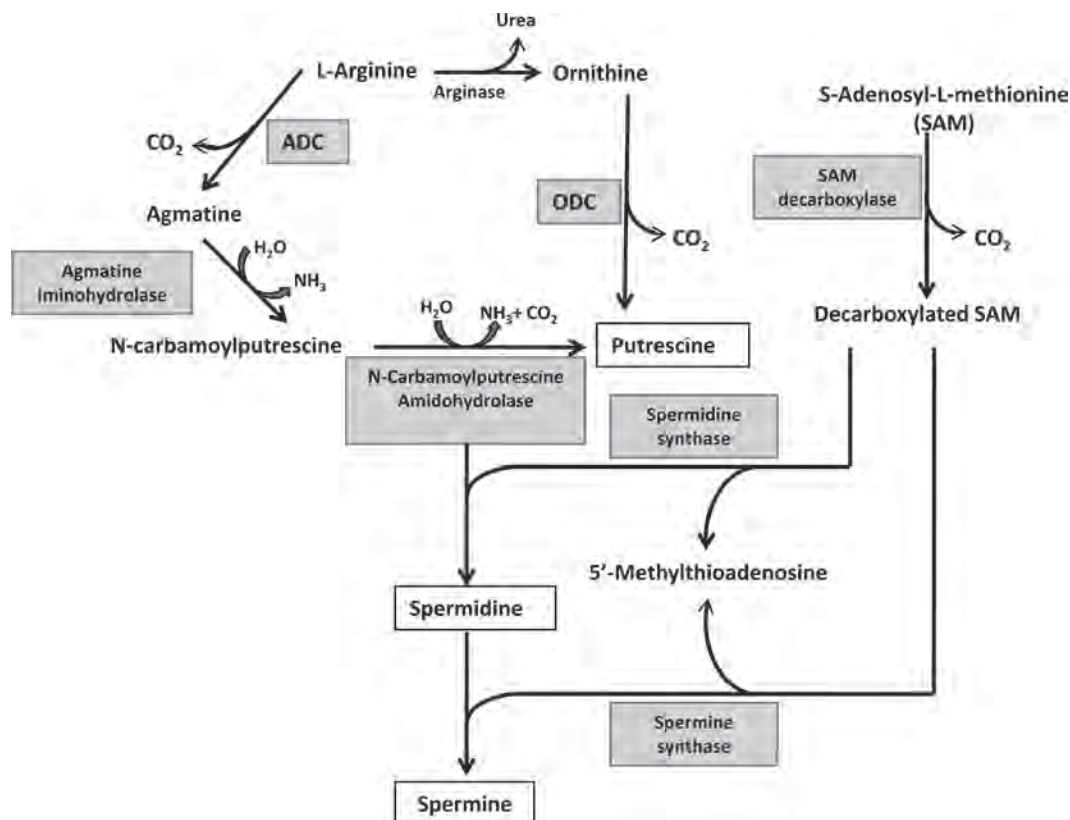 Urea
L-Arginine
Ornithine
Arginase
S-Adenosyl-L-methionine
(SAM)
CO₂
ADC
SAM
decarboxylase
ODC
Agmatine
CO₂
CO₂
H₂O
Agmatine
Iminohydrolase
NH₃
H₂O
NH₃+ CO₂
Decarboxylated SAM
N-carbamoylputrescine
Putrescine
N-Carbamoylputrescine
Amidohydrolase
Spermidine
synthase
5’-Methylthioadenosine
Spermidine
Spermine
synthase
Spermine